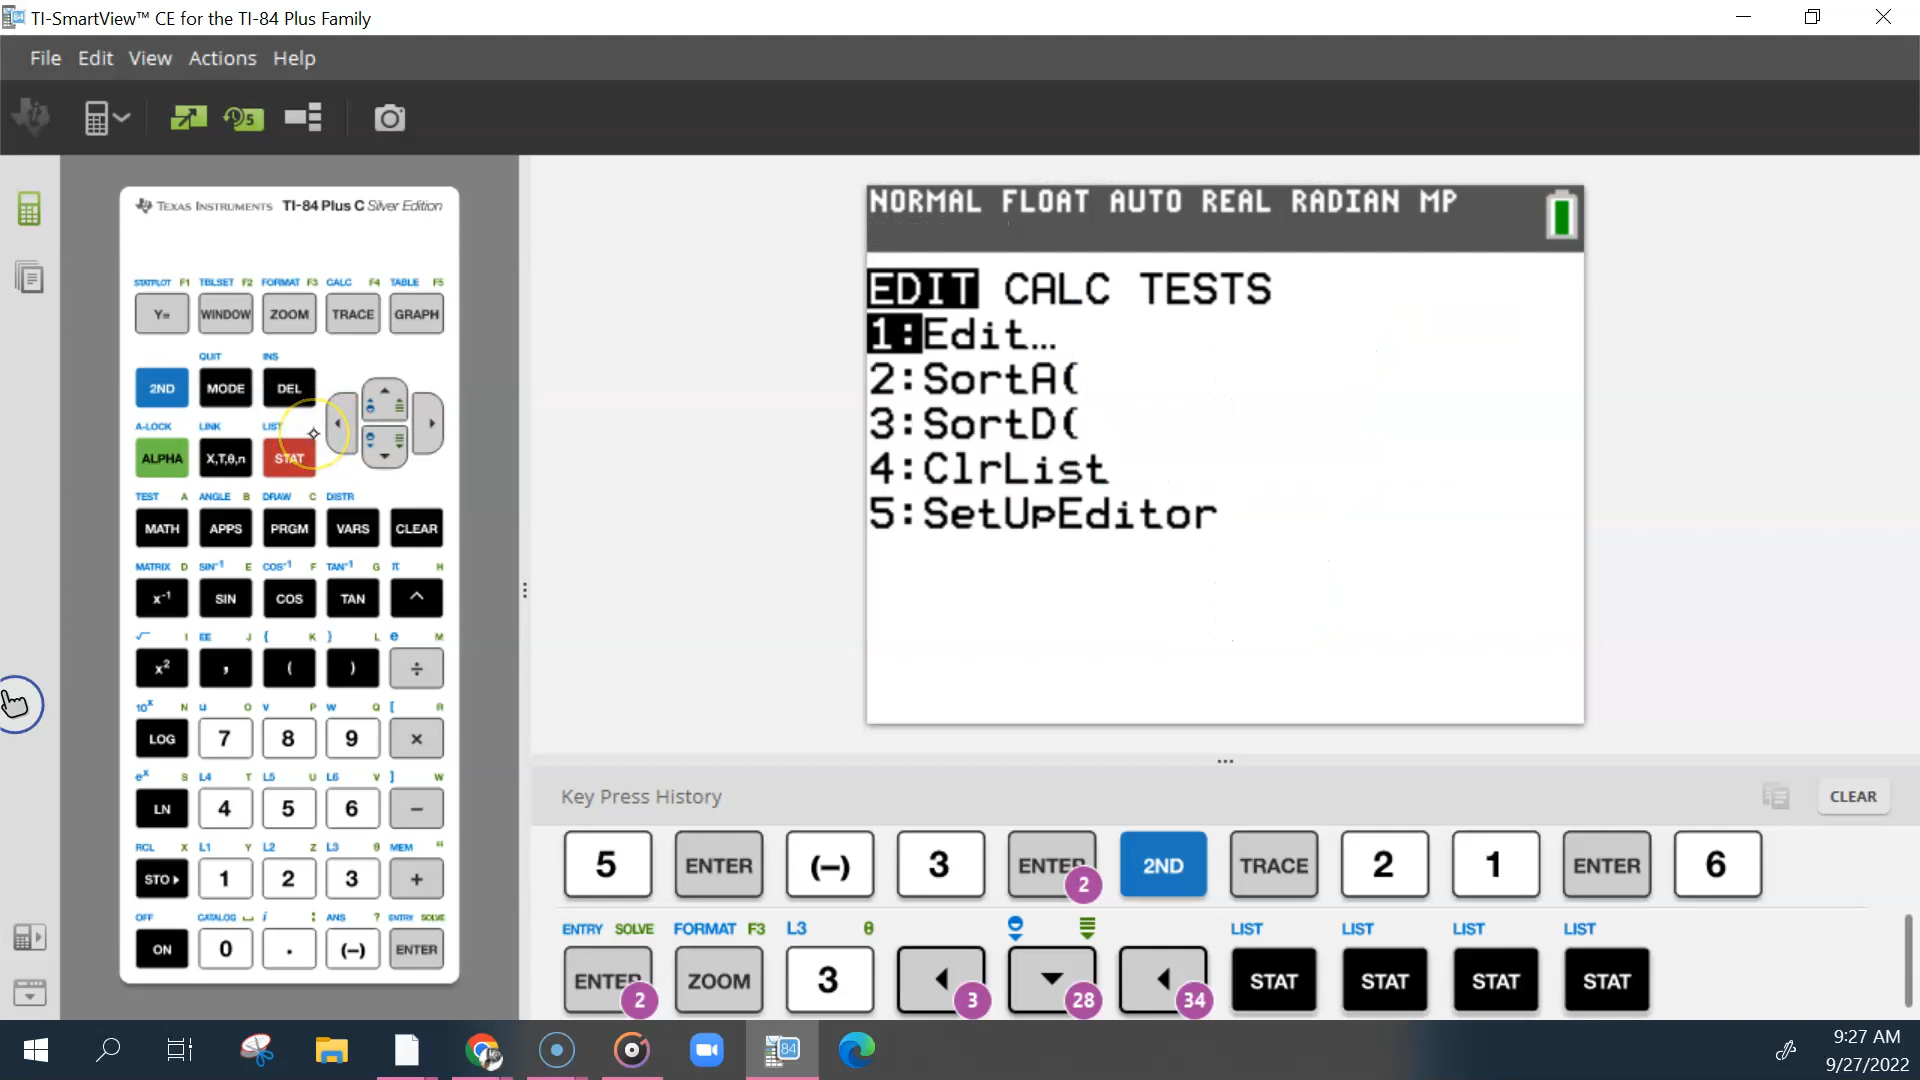 TI-SmartView™ CE for the TI-84 Plus Family
File Edit View Actions Help
5
TEXAS INSTRUMENTS TI-84 Plus C Silver Edition
STATPLOT F1 TBLSET F2 FORMAT F3 CALC F4 TABLE F5
Y= WINDOW ZOOM TRACE GRAPH
QUIT INS
2ND MODE DEL
A-LOCK LINK LIST
ALPHA X,T,θ,n STAT
TEST A ANGLE B DRAW C DISTR
MATH APPS PRGM VARS CLEAR
MATRIX D SIN⁻¹ E COS⁻¹ F TAN⁻¹ G π H
x⁻¹ SIN COS TAN ^
√ I EE J { K } L e M
x² , ( ) ÷
10ˣ N u O v P w Q [ R
LOG 7 8 9 ×
eˣ S L4 T L5 U L6 V ] W
LN 4 5 6 −
RCL X L1 Y L2 Z L3 θ MEM "
STO▸ 1 2 3 +
OFF CATALOG ⎵ i : ANS ? ENTRY SOLVE
ON 0 . (−) ENTER
NORMAL FLOAT AUTO REAL RADIAN MP
EDIT CALC TESTS
1:Edit…
2:SortA(
3:SortD(
4:ClrList
5:SetUpEditor
Key Press History
CLEAR
5 ENTER (−) 3 ENTER 2 2ND TRACE 2 1 ENTER 6
ENTRY SOLVE FORMAT F3 L3 θ LIST LIST LIST LIST
ENTER 2 ZOOM 3 3 28 34 STAT STAT STAT STAT
84
9:27 AM
9/27/2022